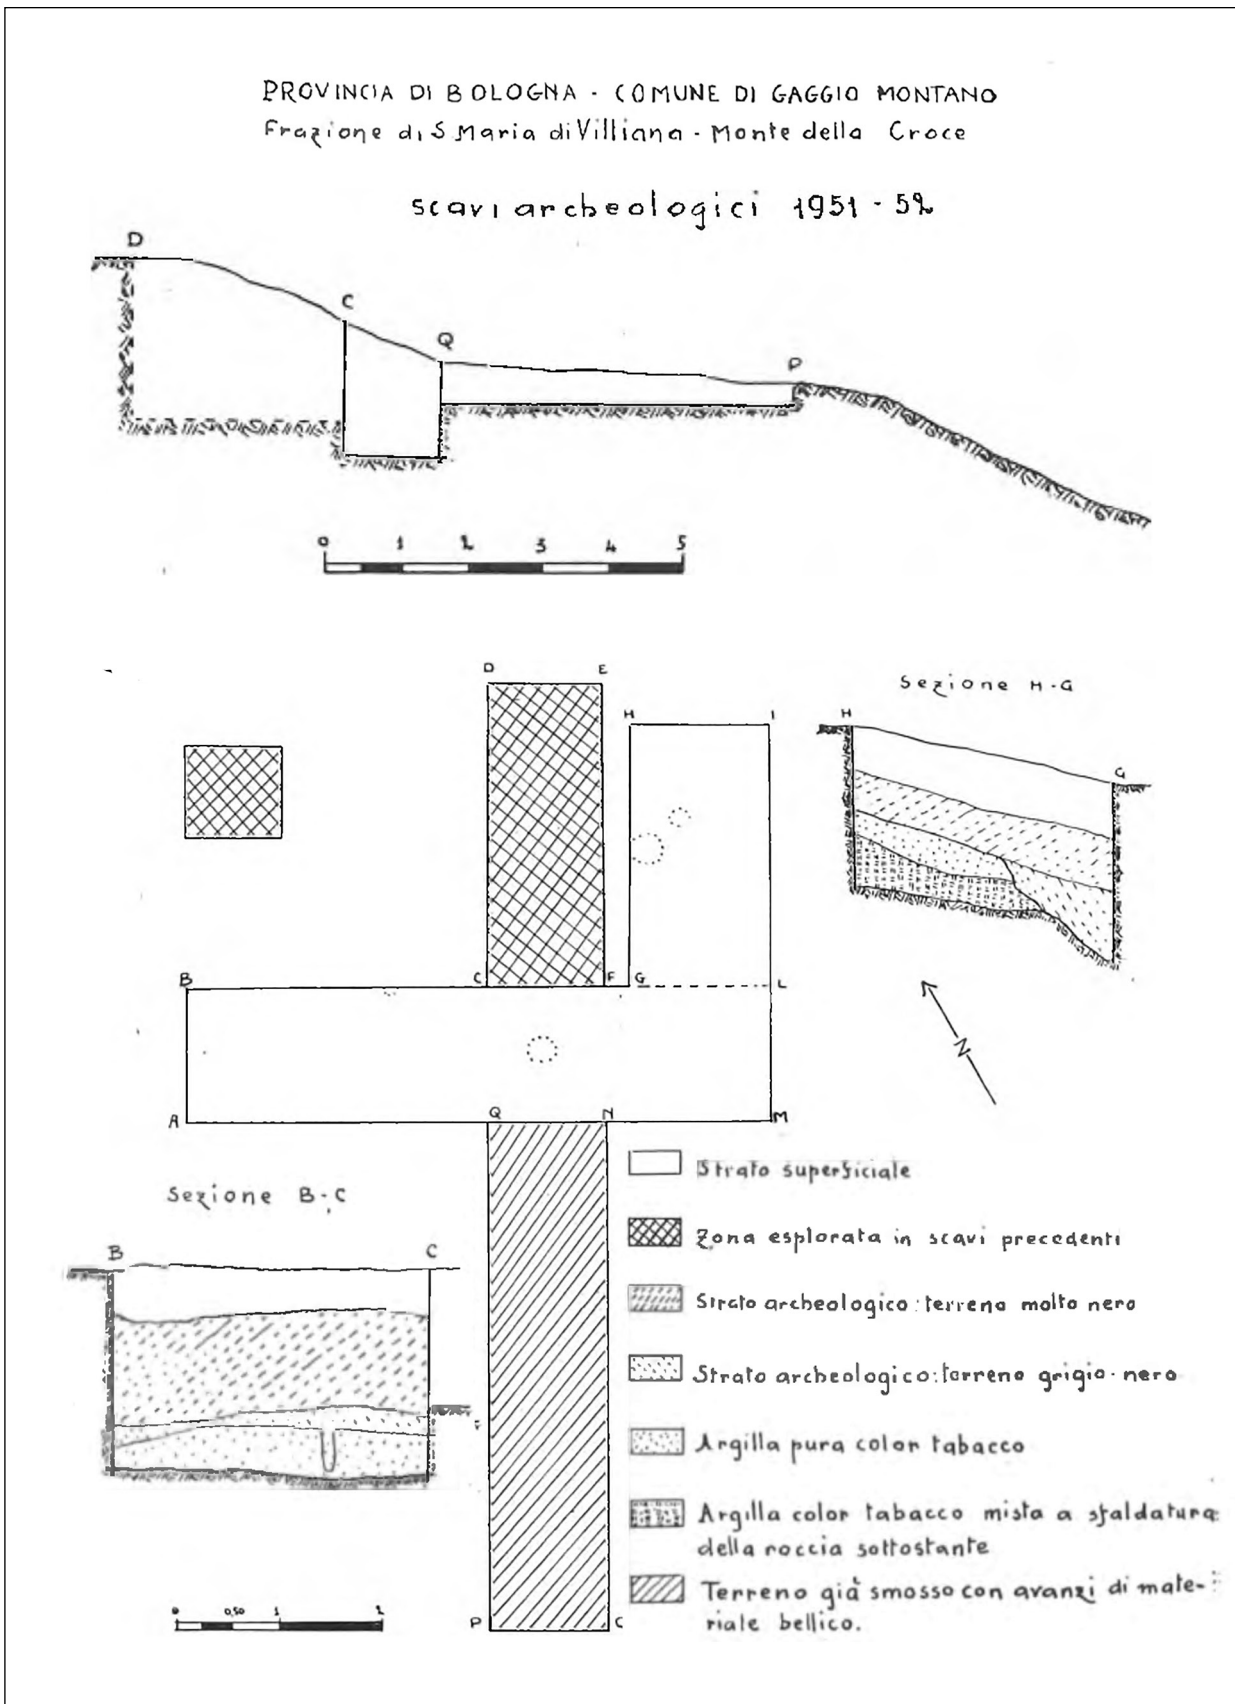 PROVINCIA DI BOLOGNA - COMUNE DI GAGGIO MONTANO
Frazione di S Maria di Villiana - Monte della Croce
scavi archeologici 1951 - 52
D
C
Q
P
0 1 2 3 4 5
D E
H I
B C F G L
A Q N M
P C
Sezione H-G
H
G
N
Sezione B-C
B C
0 0,50 1 2
Strato superficiale
Zona esplorata in scavi precedenti
Strato archeologico: terreno molto nero
Strato archeologico: terreno grigio-nero
Argilla pura color tabacco
Argilla color tabacco mista a sfaldatura
della roccia sottostante
Terreno già smosso con avanzi di mate-
riale bellico.